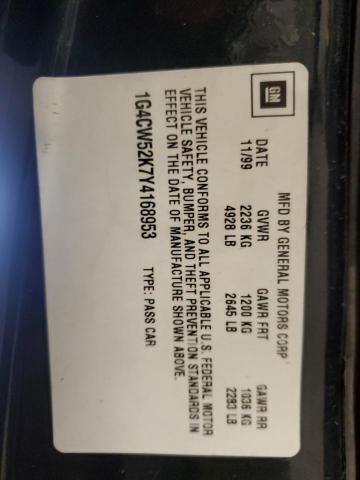 GM
MFD BY GENERAL MOTORS CORP
DATE GVWR GAWR FRT GAWR RR
11/99 2236 KG 1200 KG 1036 KG
4928 LB 2645 LB 2283 LB
THIS VEHICLE CONFORMS TO ALL APPLICABLE U.S. FEDERAL MOTOR
VEHICLE SAFETY, BUMPER, AND THEFT PREVENTION STANDARDS IN
EFFECT ON THE DATE OF MANUFACTURE SHOWN ABOVE.
1G4CW52K7Y4168953 TYPE: PASS CAR